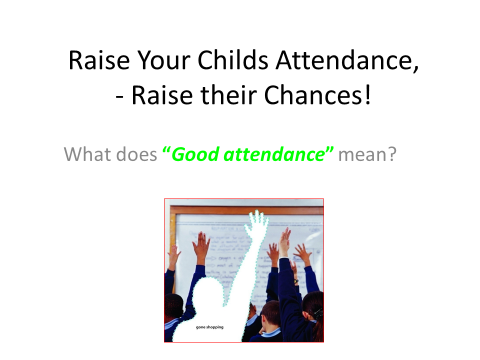 Raise Your Childs Attendance,
- Raise their Chances!
What does “Good attendance” mean?
gone shopping